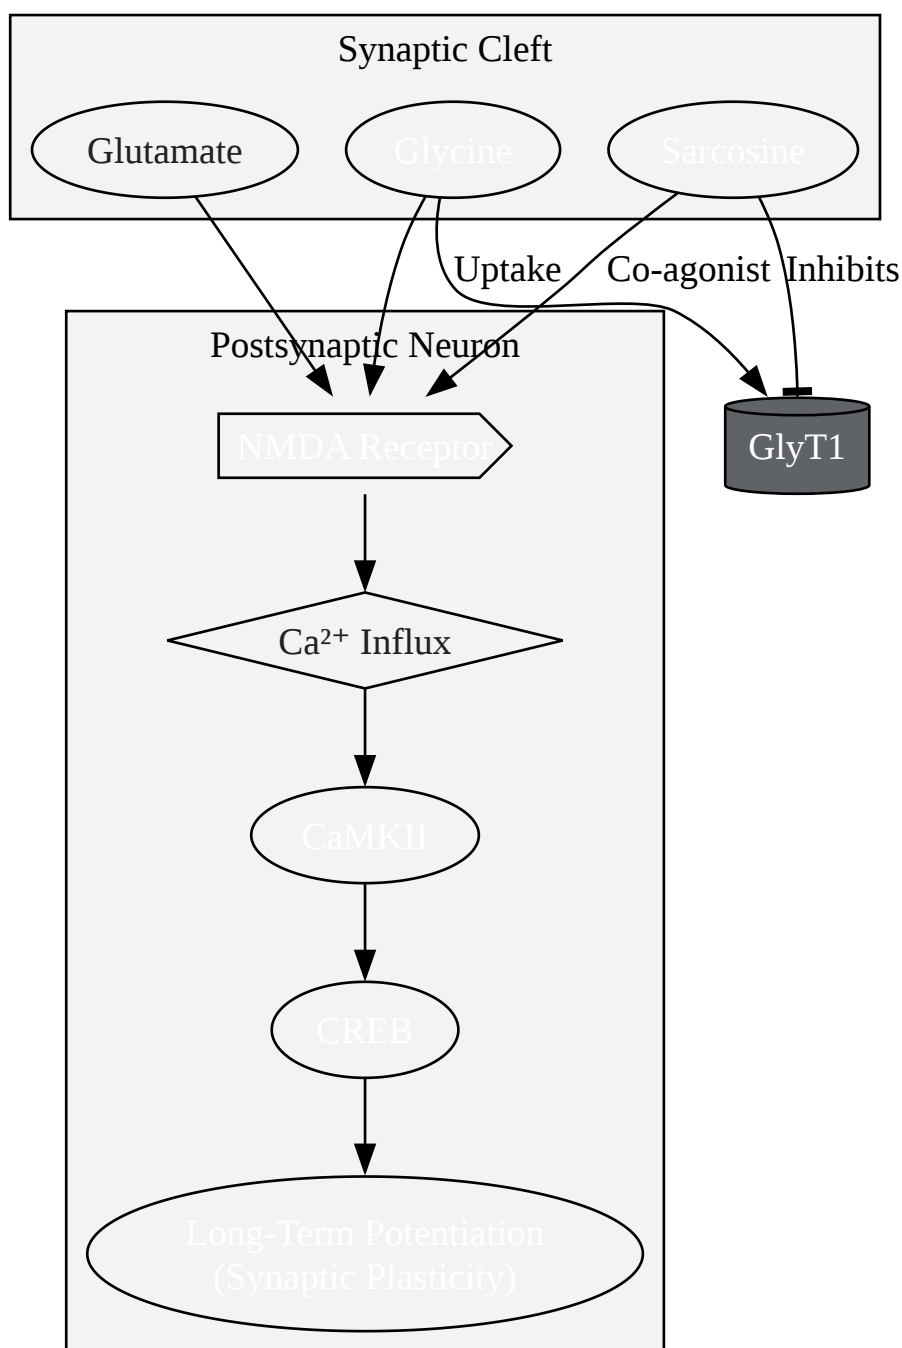 Synaptic Cleft
Glutamate
Glycine
Sarcosine
Uptake
Co-agonist
Inhibits
Postsynaptic Neuron
NMDA Receptor
GlyT1
Ca²⁺ Influx
CaMKII
CREB
Long-Term Potentiation
(Synaptic Plasticity)